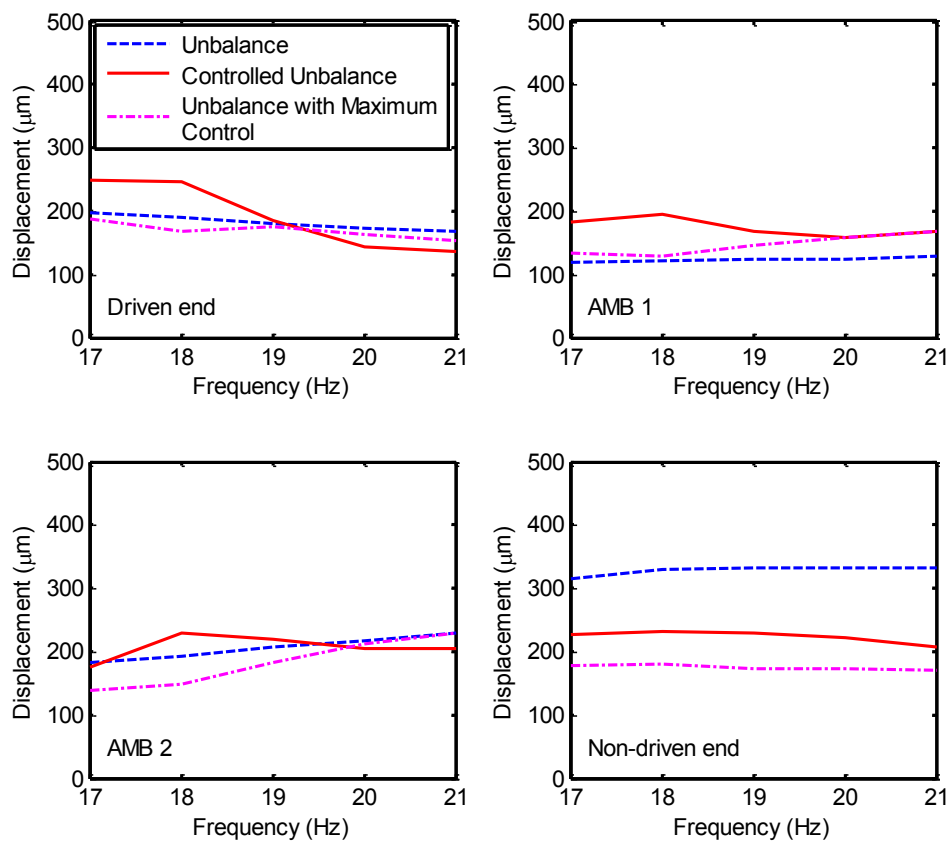 500
400
300
200
100
0
Displacement (μm)
Unbalance
Controlled Unbalance
Unbalance with Maximum
Control
Driven end
17 18 19 20 21
Frequency (Hz)
500
400
300
200
100
0
Displacement (μm)
AMB 1
17 18 19 20 21
Frequency (Hz)
500
400
300
200
100
0
Displacement (μm)
AMB 2
17 18 19 20 21
Frequency (Hz)
500
400
300
200
100
0
Displacement (μm)
Non-driven end
17 18 19 20 21
Frequency (Hz)